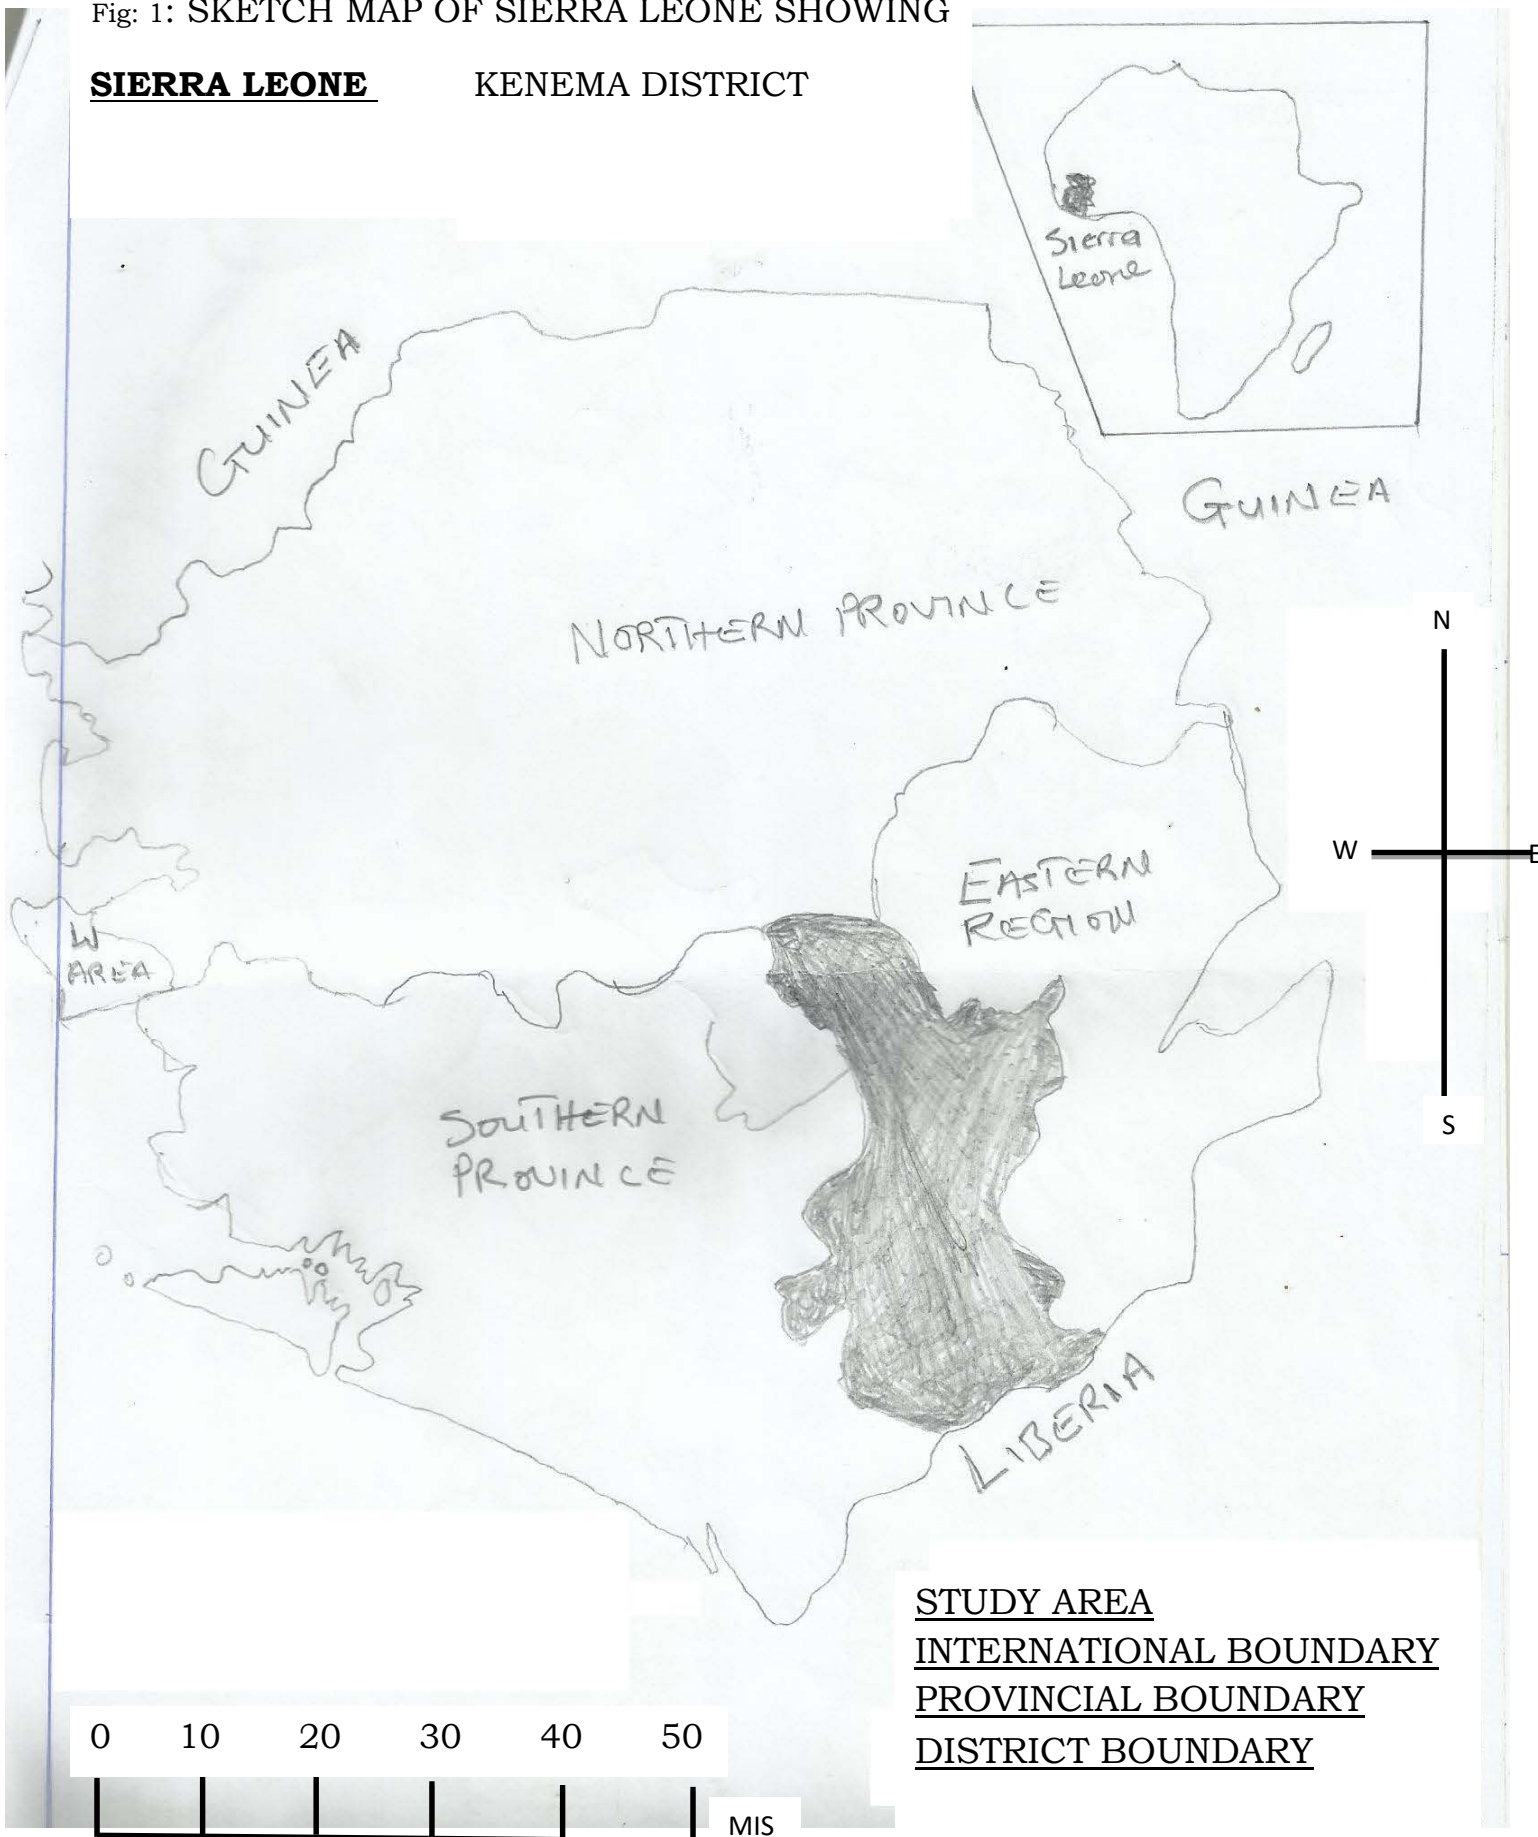 Fig: 1: SKETCH MAP OF SIERRA LEONE SHOWING
SIERRA LEONE KENEMA DISTRICT
Sierra
Leone
GUINEA
GUINEA
NORTHERN PROVINCE
N
W
E
S
EASTERN
REGION
W
AREA
SOUTHERN
PROVINCE
LIBERIA
STUDY AREA
INTERNATIONAL BOUNDARY
PROVINCIAL BOUNDARY
DISTRICT BOUNDARY
0 10 20 30 40 50
MIS